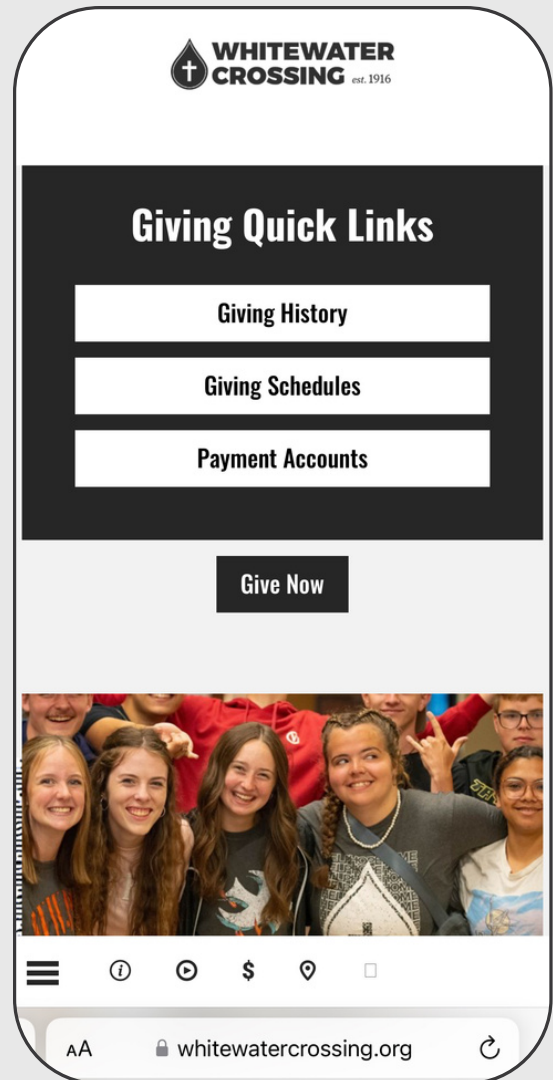 WHITEWATER
CROSSING est. 1916
Giving Quick Links
Giving History
Giving Schedules
Payment Accounts
Give Now
$
AA whitewatercrossing.org